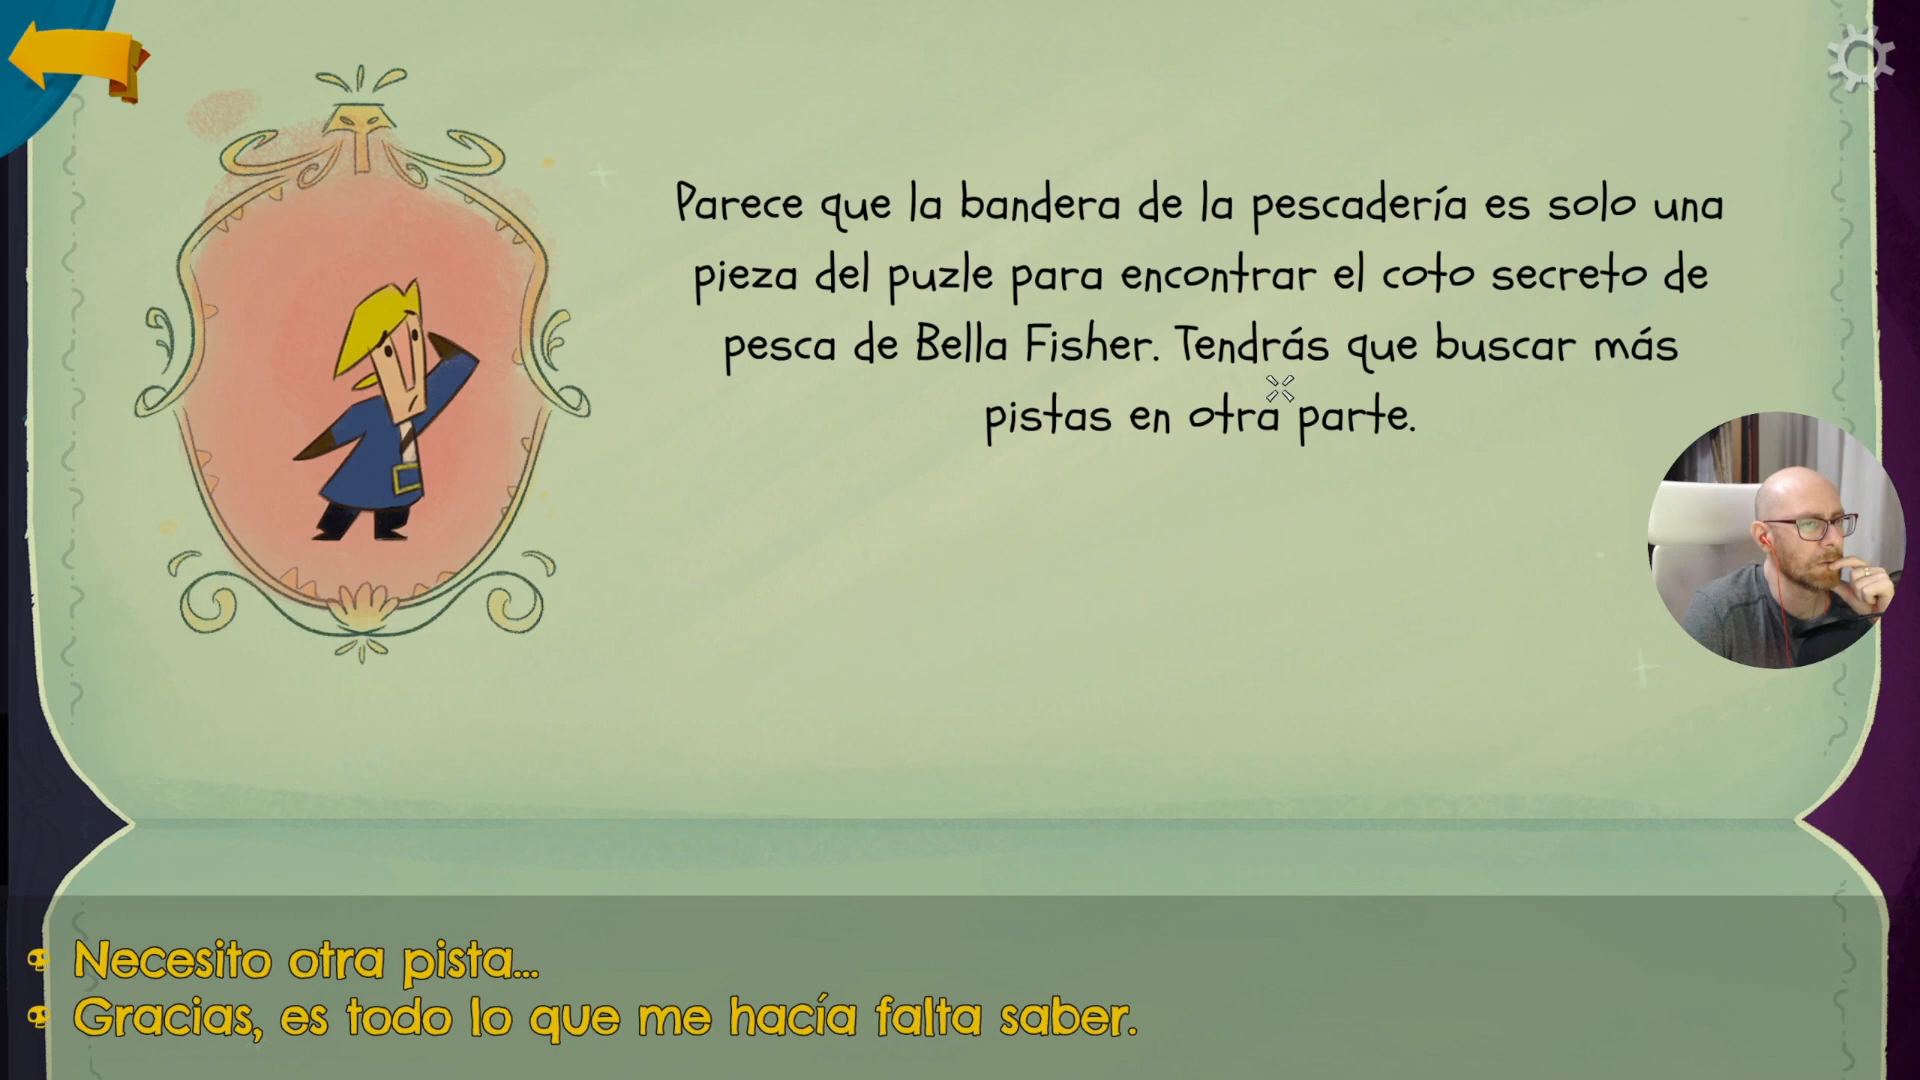 Parece que la bandera de la pescadería es solo una
pieza del puzle para encontrar el coto secreto de
pesca de Bella Fisher. Tendrás que buscar más
pistas en otra parte.
Necesito otra pista...
Gracias, es todo lo que me hacía falta saber.